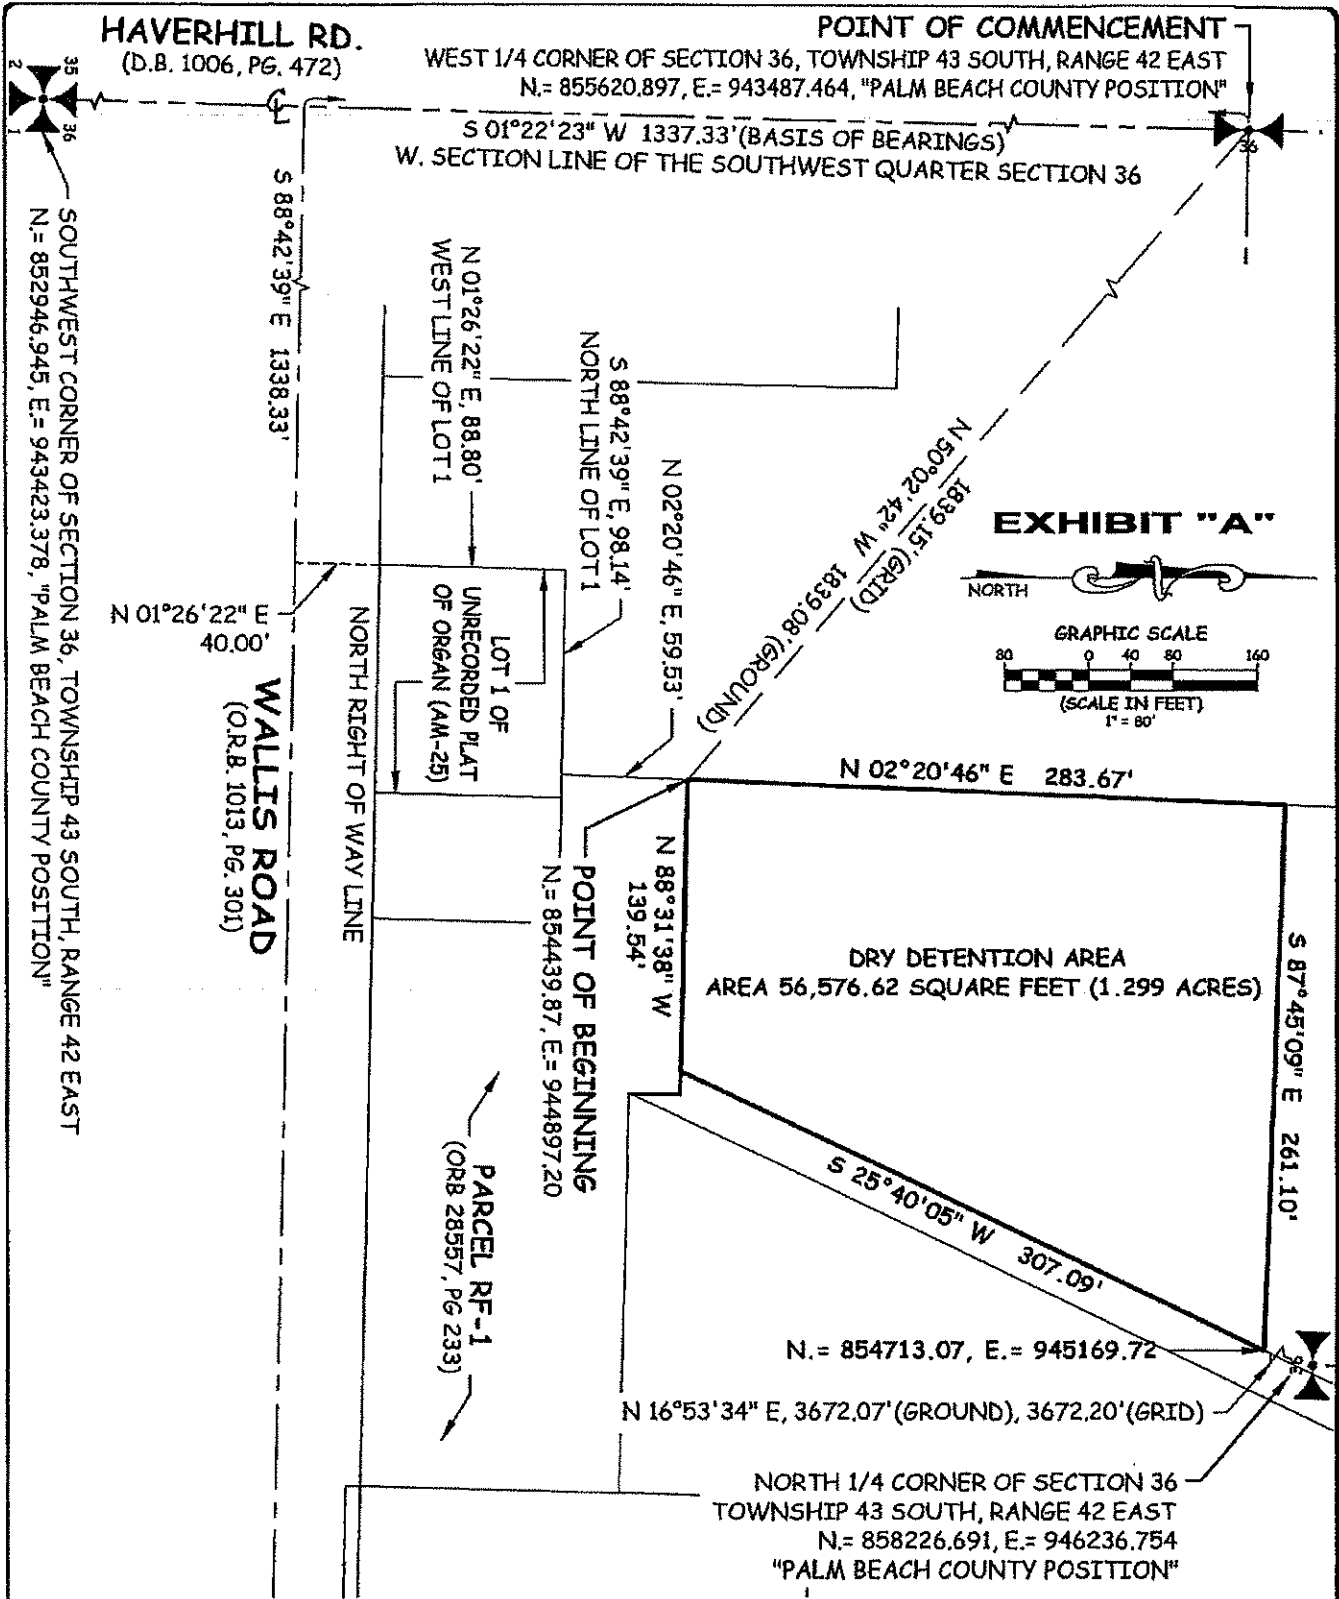 HAVERHILL RD.
(D.B. 1006, PG. 472)
POINT OF COMMENCEMENT
WEST 1/4 CORNER OF SECTION 36, TOWNSHIP 43 SOUTH, RANGE 42 EAST
N.= 855620.897, E.= 943487.464, "PALM BEACH COUNTY POSITION"
35
36
2
1
36
S 01°22'23" W 1337.33'(BASIS OF BEARINGS)
W. SECTION LINE OF THE SOUTHWEST QUARTER SECTION 36
SOUTHWEST CORNER OF SECTION 36, TOWNSHIP 43 SOUTH, RANGE 42 EAST
N.= 852946.945, E.= 943423.378, "PALM BEACH COUNTY POSITION"
S 88°42'39" E 1338.33'
N 01°26'22" E, 88.80'
WEST LINE OF LOT 1
S 88°42'39" E, 98.14'
NORTH LINE OF LOT 1
N 02°20'46" E, 59.53'
N 50°02'42" W
1839.15'(GRID)
1839.08'(GROUND)
EXHIBIT "A"
NORTH
GRAPHIC SCALE
80 0 40 80 160
(SCALE IN FEET)
1" = 80'
N 01°26'22" E
40.00'
WALLIS ROAD
(O.R.B. 1013, PG. 301)
NORTH RIGHT OF WAY LINE
LOT 1 OF
UNRECORDED PLAT
OF ORGAN (AM-25)
N 02°20'46" E 283.67'
N 88°31'38" W
139.54'
POINT OF BEGINNING
N.= 854439.87, E.= 944897.20
DRY DETENTION AREA
AREA 56,576.62 SQUARE FEET (1.299 ACRES)
S 87°45'09" E 261.10'
S 25°40'05" W 307.09'
PARCEL RF-1
(ORB 28557, PG 233)
N.= 854713.07, E.= 945169.72
36
N 16°53'34" E, 3672.07'(GROUND), 3672.20'(GRID)
NORTH 1/4 CORNER OF SECTION 36
TOWNSHIP 43 SOUTH, RANGE 42 EAST
N.= 858226.691, E.= 946236.754
"PALM BEACH COUNTY POSITION"